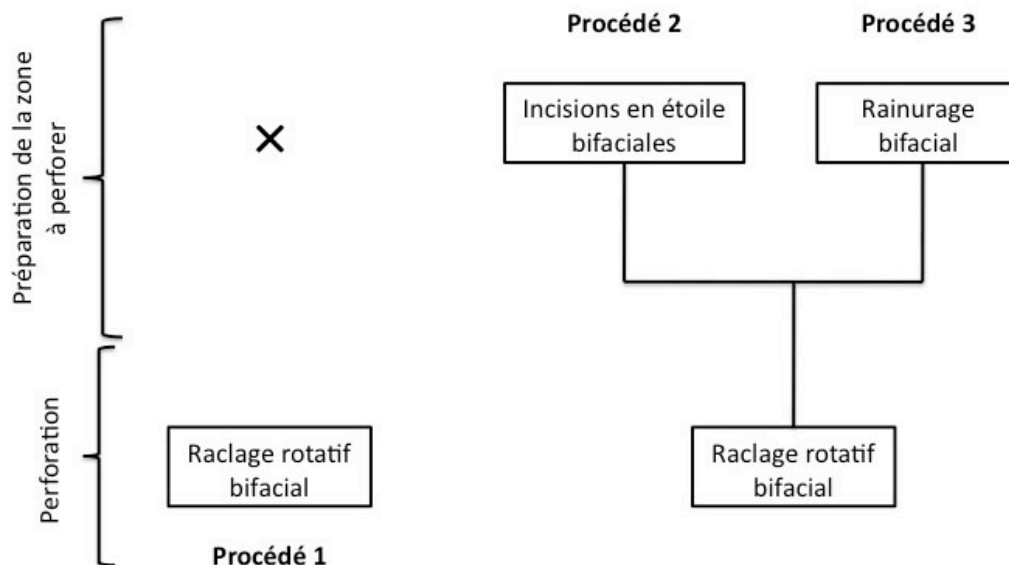 Procédé 2
Procédé 3
Préparation de la zone
à perforer
Incisions en étoile
bifaciales
Rainurage
bifacial
Perforation
Raclage rotatif
bifacial
Raclage rotatif
bifacial
Procédé 1